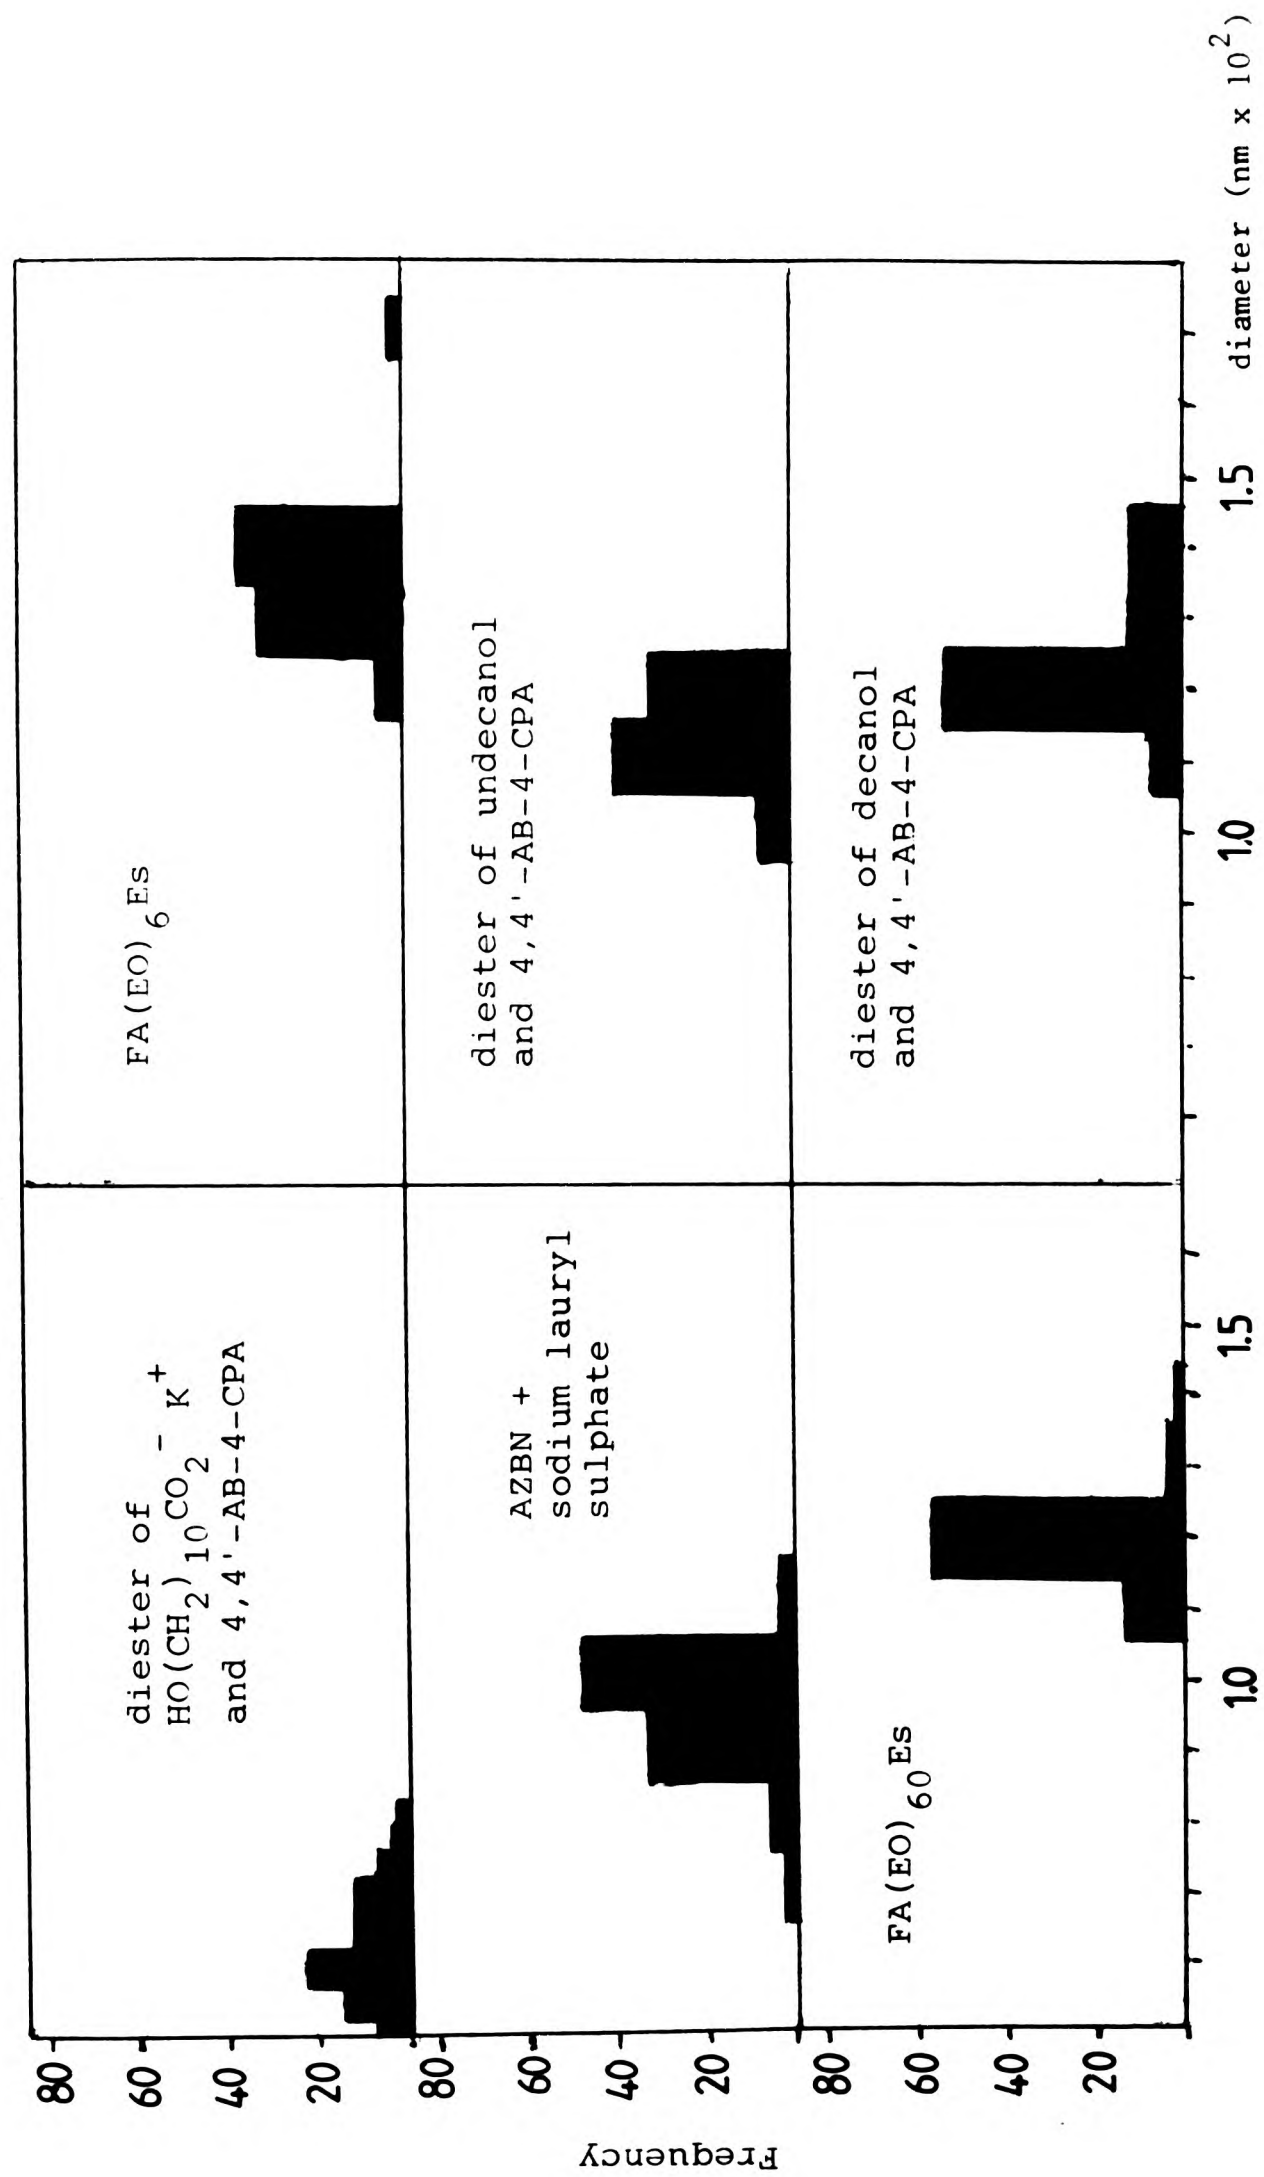 diester of
HO(CH₂)₁₀CO₂⁻ K⁺
and 4,4'-AB-4-CPA
FA(EO)₆Es
AZBN +
sodium lauryl
sulphate
diester of undecanol
and 4,4'-AB-4-CPA
FA(EO)₆₀Es
diester of decanol
and 4,4'-AB-4-CPA
Frequency
80
60
40
20
80
60
40
20
80
60
40
20
1.0
1.5
1.0
1.5
diameter (nm x 10²)